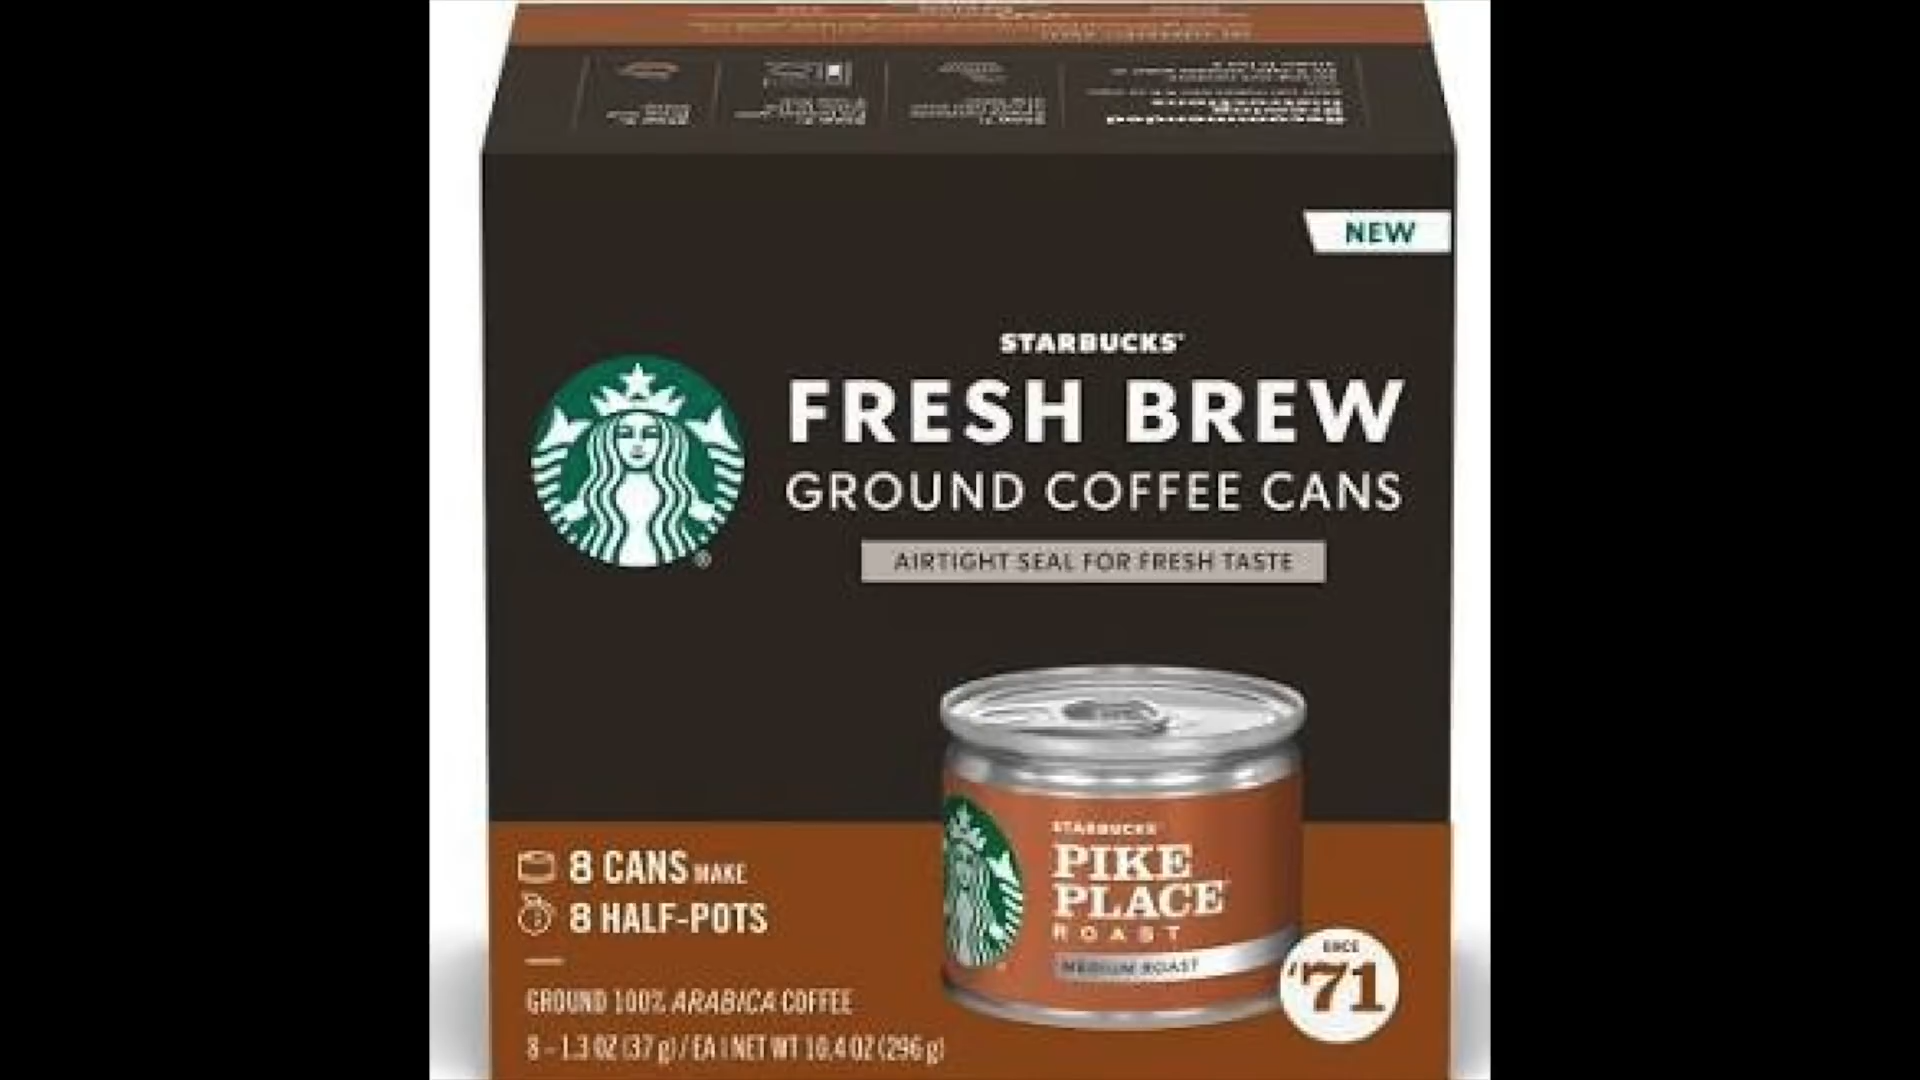 NEW
STARBUCKS®
FRESH BREW
GROUND COFFEE CANS
AIRTIGHT SEAL FOR FRESH TASTE
®
8 CANS MAKE
8 HALF-POTS
GROUND 100% ARABICA COFFEE
8 – 1.3 OZ (37 g) / EA | NET WT 10.4 OZ (296 g)
STARBUCKS®
PIKE
PLACE
ROAST
MEDIUM ROAST
SINCE
'71